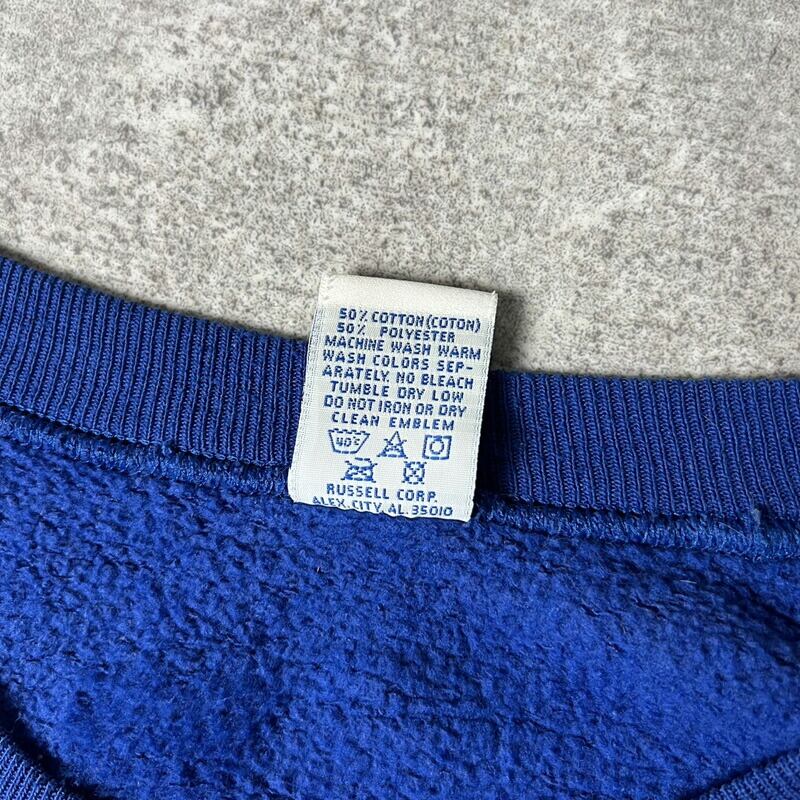 50% COTTON(COTON)
50% POLYESTER
MACHINE WASH WARM
WASH COLORS SEP-
ARATELY. NO BLEACH
TUMBLE DRY LOW
DO NOT IRON OR DRY
CLEAN EMBLEM
40°C
RUSSELL CORP.
ALEX. CITY, AL. 35010